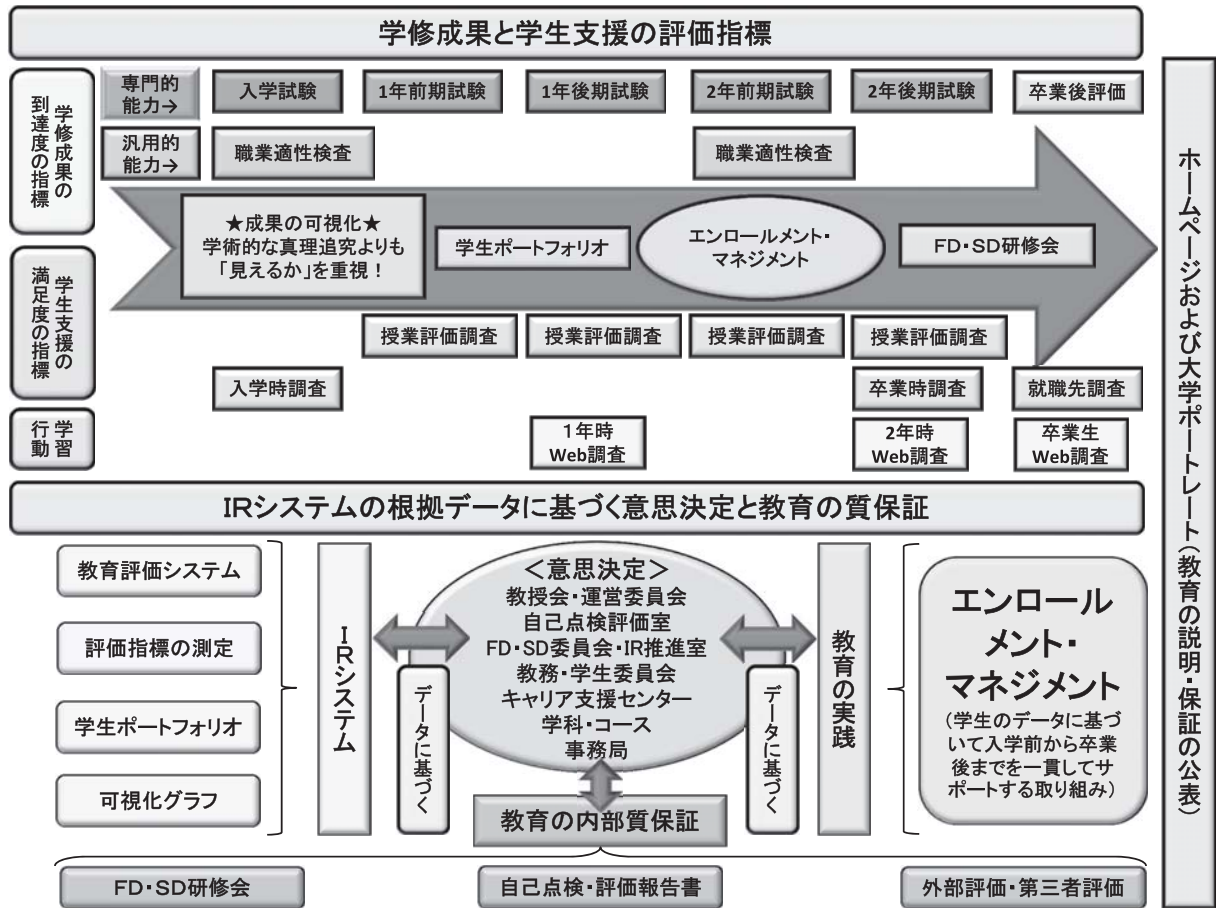 学修成果と学生支援の評価指標
学修成果の
到達度の指標
専門的
能力→
入学試験
1年前期試験
1年後期試験
2年前期試験
2年後期試験
卒業後評価
汎用的
能力→
職業適性検査
職業適性検査
★成果の可視化★
学術的な真理追究よりも
「見えるか」を重視！
学生ポートフォリオ
エンロールメント・
マネジメント
FD・SD研修会
学生支援の
満足度の指標
授業評価調査
授業評価調査
授業評価調査
授業評価調査
入学時調査
卒業時調査
就職先調査
学習
行動
1年時
Web調査
2年時
Web調査
卒業生
Web調査
ホームページおよび大学ポートレート（教育の説明・保証の公表）
IRシステムの根拠データに基づく意思決定と教育の質保証
教育評価システム
評価指標の測定
学生ポートフォリオ
可視化グラフ
IRシステム
データに基づく
＜意思決定＞
教授会・運営委員会
自己点検評価室
FD・SD委員会・IR推進室
教務・学生委員会
キャリア支援センター
学科・コース
事務局
データに基づく
教育の実践
エンロール
メント・
マネジメント
（学生のデータに基づ
いて入学前から卒業
後までを一貫してサ
ポートする取り組み）
教育の内部質保証
FD・SD研修会
自己点検・評価報告書
外部評価・第三者評価